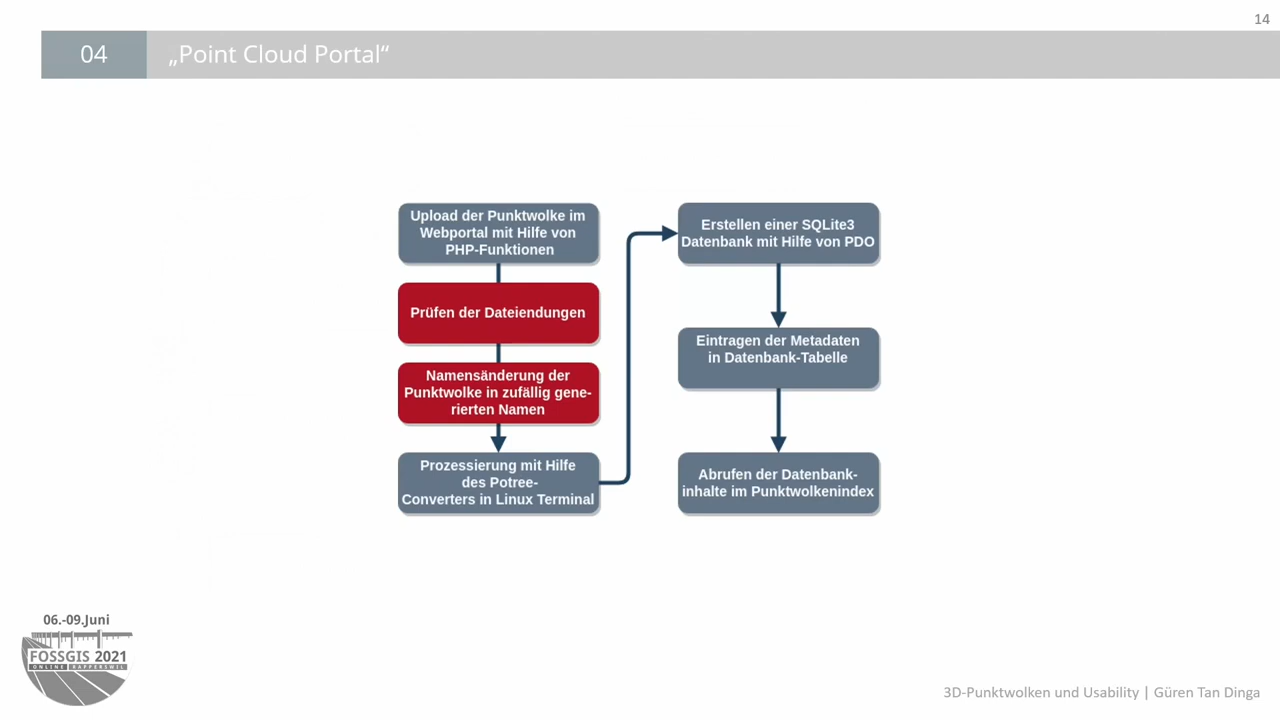 14
04
„Point Cloud Portal“
Upload der Punktwolke im
Webportal mit Hilfe von
PHP-Funktionen
Prüfen der Dateiendungen
Namensänderung der
Punktwolke in zufällig gene-
rierten Namen
Prozessierung mit Hilfe
des Potree-
Converters in Linux Terminal
Erstellen einer SQLite3
Datenbank mit Hilfe von PDO
Eintragen der Metadaten
in Datenbank-Tabelle
Abrufen der Datenbank-
inhalte im Punktwolkenindex
06.-09.Juni
FOSSGIS 2021
ONLINE RAPPERSWIL
3D-Punktwolken und Usability | Güren Tan Dinga